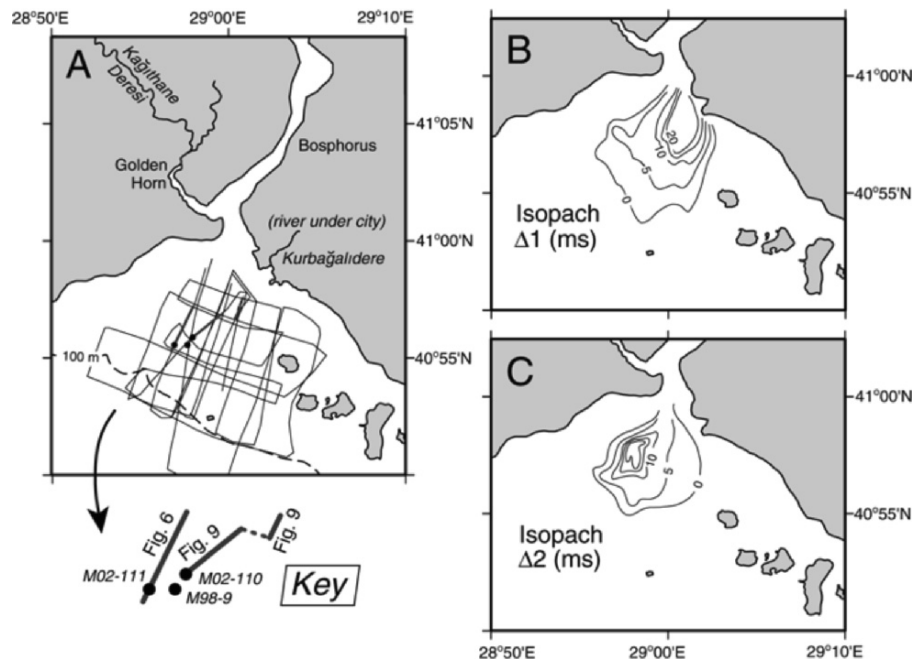 28°50'E
29°00'E
29°10'E
A
Kağıthane
Deresi
Golden
Horn
Bosphorus
41°05'N
(river under city)
41°00'N
Kurbağalıdere
100 m
40°55'N
Fig. 6
Fig. 9
Fig. 9
M02-111
M02-110
M98-9
Key
B
41°00'N
20
10
5
0
40°55'N
Isopach
Δ1 (ms)
C
41°00'N
10
5
0
40°55'N
Isopach
Δ2 (ms)
28°50'E
29°00'E
29°10'E